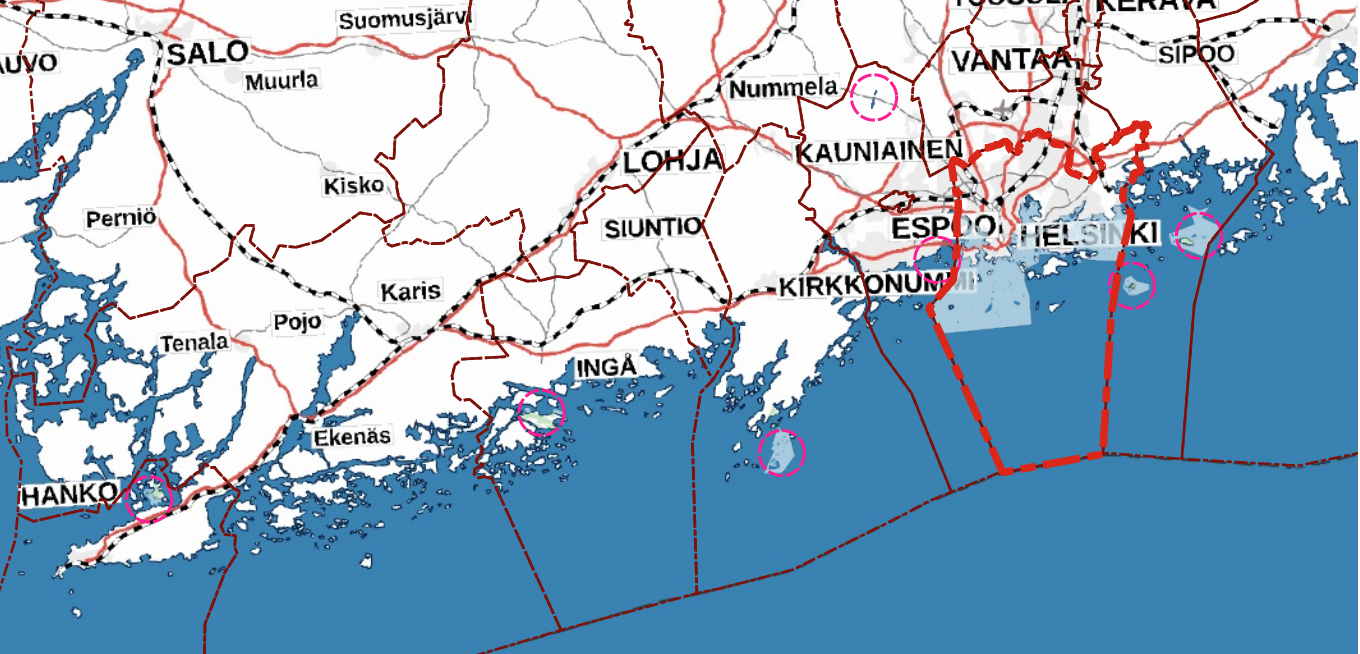 KERAVA
Suomusjärvi
SALO
VANTAA
SIPOO
Muurla
Nummela
KAUNIAINEN
LOHJA
Kisko
Perniö
SIUNTIO
ESPOO
HELSINKI
KIRKKONUMMI
Karis
Pojo
Tenala
INGÅ
Ekenäs
HANKO